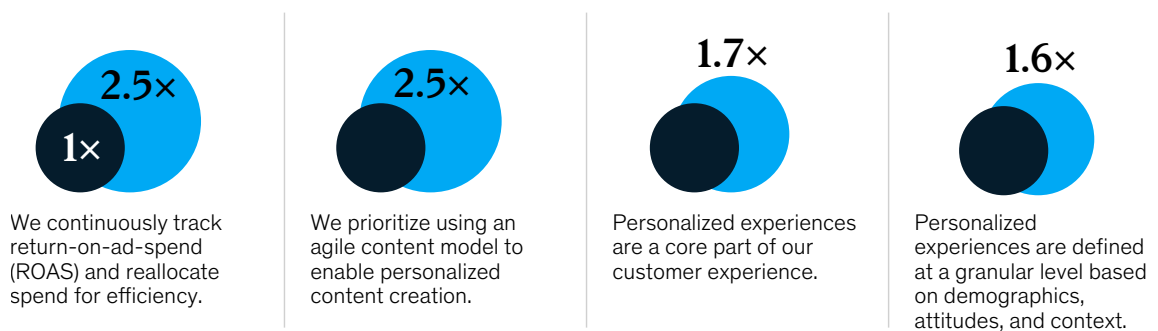 2.5×
1×
We continuously track
return-on-ad-spend
(ROAS) and reallocate
spend for efficiency.
2.5×
We prioritize using an
agile content model to
enable personalized
content creation.
1.7×
Personalized experiences
are a core part of our
customer experience.
1.6×
Personalized
experiences are defined
at a granular level based
on demographics,
attitudes, and context.